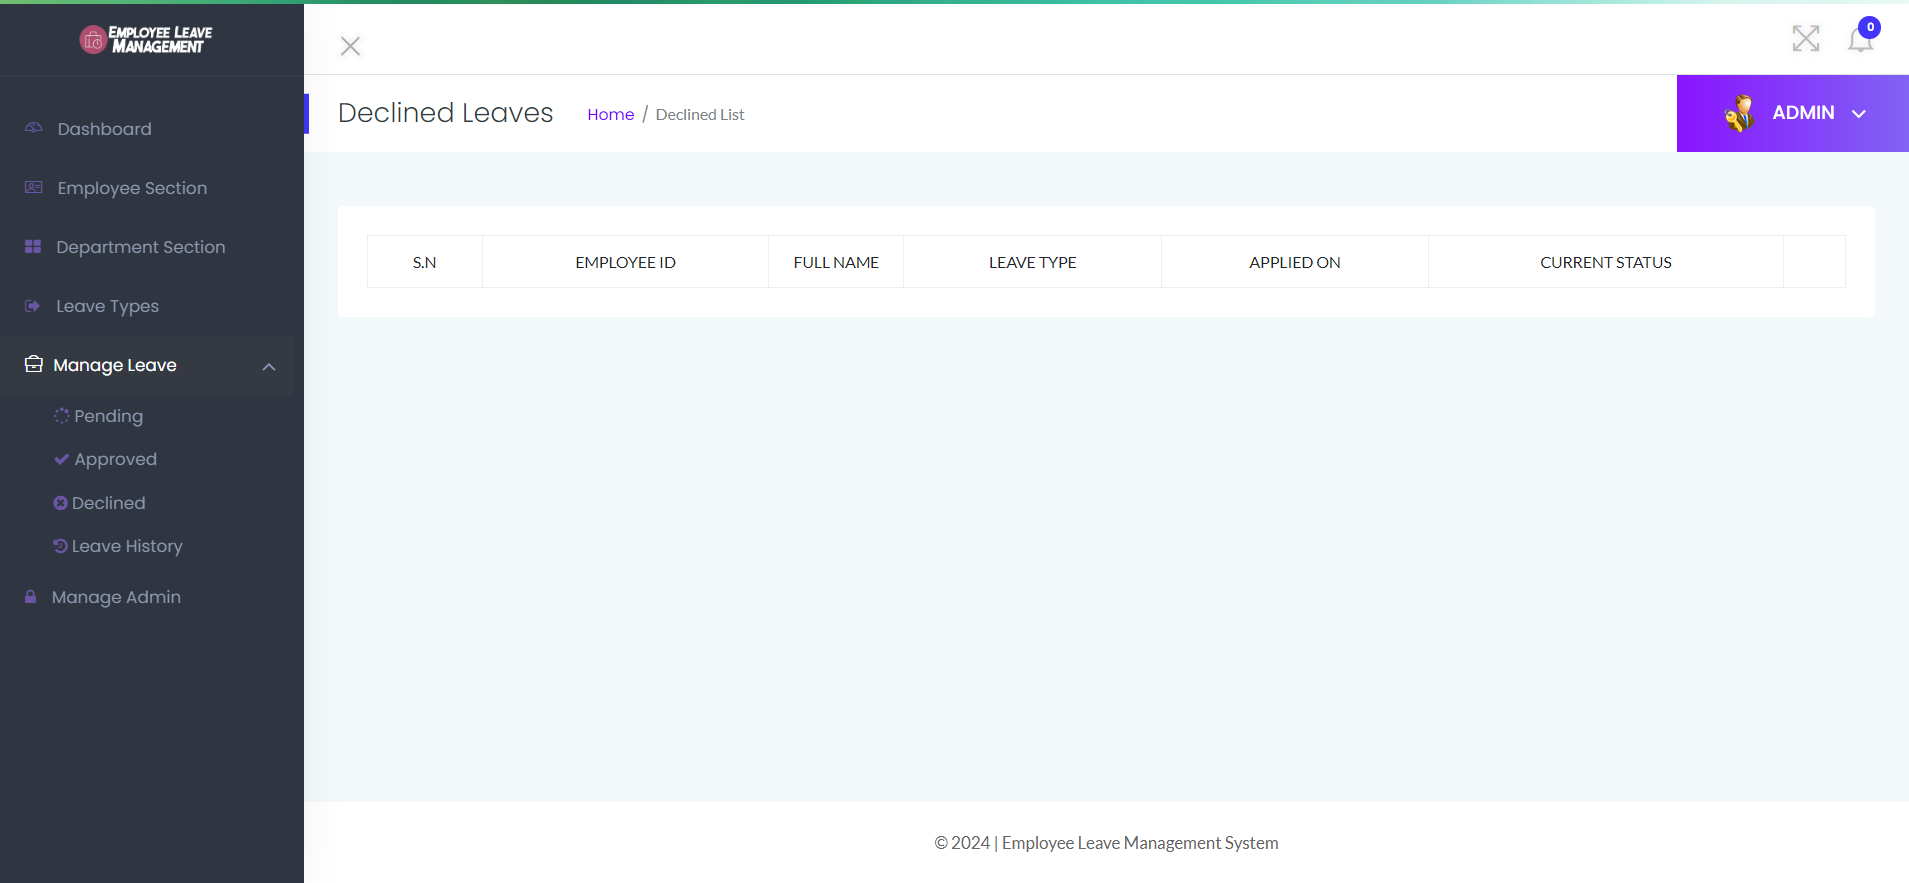 EMPLOYEE LEAVE
MANAGEMENT
0
Declined Leaves
Home / Declined List
ADMIN
Dashboard
Employee Section
Department Section
Leave Types
Manage Leave
Pending
Approved
Declined
Leave History
Manage Admin
S.N EMPLOYEE ID FULL NAME LEAVE TYPE APPLIED ON CURRENT STATUS
© 2024 | Employee Leave Management System